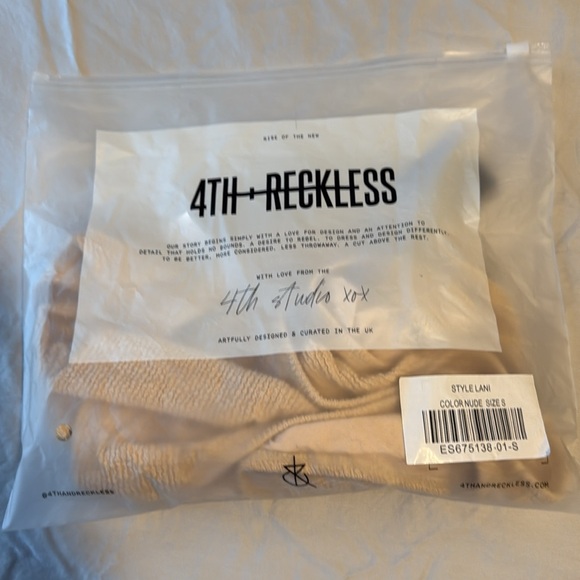 RISE OF THE NEW
4TH+RECKLESS
OUR STORY BEGINS SIMPLY WITH A LOVE FOR DESIGN AND AN ATTENTION TO
DETAIL THAT HOLDS NO BOUNDS. A DESIRE TO REBEL. TO DRESS AND DESIGN DIFFERENTLY.
TO BE BETTER, MORE CONSIDERED, LESS THROWAWAY. A CUT ABOVE THE REST.
WITH LOVE FROM THE
4th studio xox
ARTFULLY DESIGNED & CURATED IN THE UK
STYLE LANI
COLOR NUDE SIZE S
ES675138-01-S
@4THANDRECKLESS
4THANDRECKLESS.COM